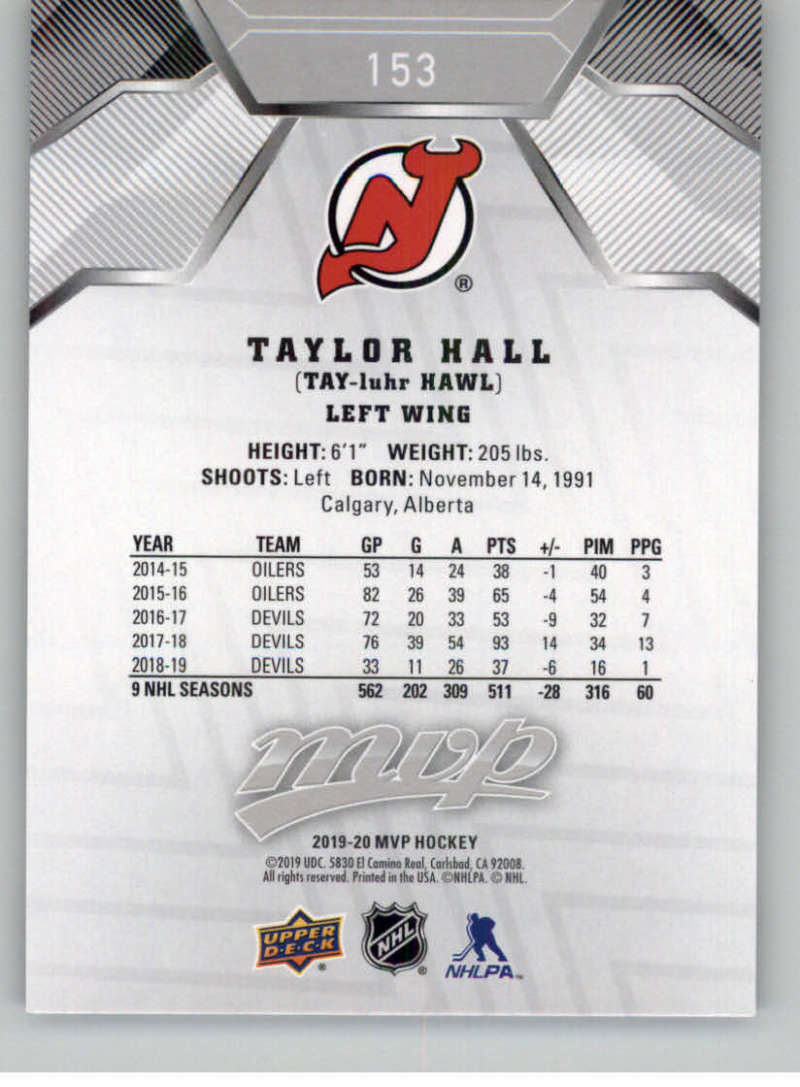 153
NJ
®
TAYLOR HALL
(TAY-luhr HAWL)
LEFT WING
HEIGHT: 6'1" WEIGHT: 205 lbs.
SHOOTS: Left BORN: November 14, 1991
Calgary, Alberta
YEAR TEAM GP G A PTS +/- PIM PPG
2014-15 OILERS 53 14 24 38 -1 40 3
2015-16 OILERS 82 26 39 65 -4 54 4
2016-17 DEVILS 72 20 33 53 -9 32 7
2017-18 DEVILS 76 39 54 93 14 34 13
2018-19 DEVILS 33 11 26 37 -6 16 1
9 NHL SEASONS 562 202 309 511 -28 316 60
mvp
2019-20 MVP HOCKEY
©2019 UDC. 5830 El Camino Real, Carlsbad, CA 92008.
All rights reserved. Printed in the USA. ©NHLPA. © NHL.
UPPER
D·E·C·K
®
NHL
®
NHLPA™